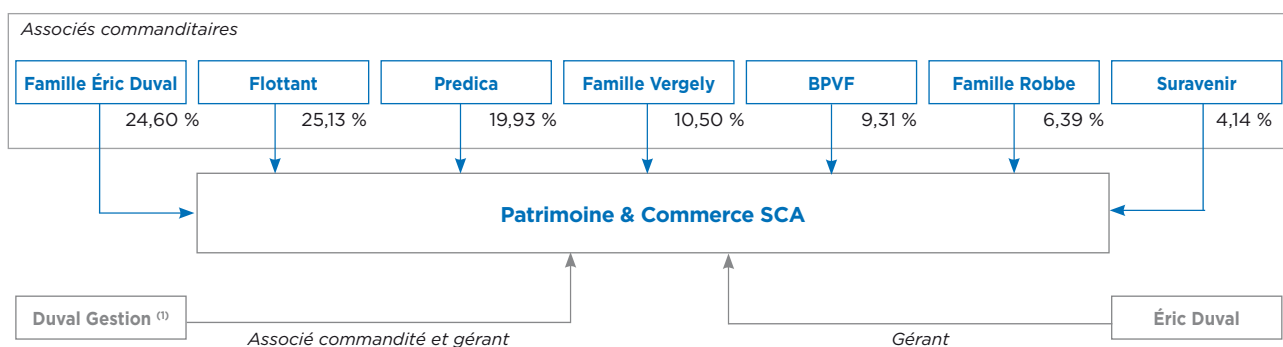 Associés commanditaires
Famille Éric Duval
Flottant
Predica
Famille Vergely
BPVF
Famille Robbe
Suravenir
24,60 %
25,13 %
19,93 %
10,50 %
9,31 %
6,39 %
4,14 %
Patrimoine & Commerce SCA
Duval Gestion (1)
Éric Duval
Associé commandité et gérant
Gérant